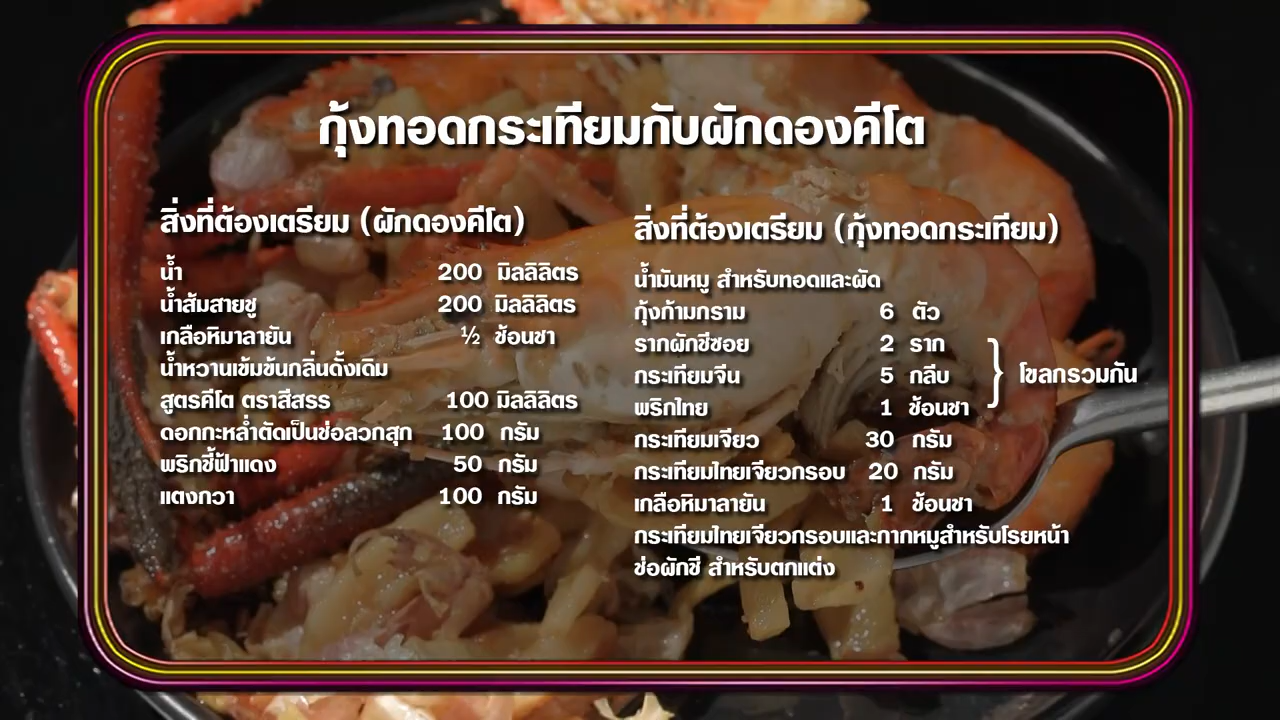 กุ้งทอดกระเทียมกับผักดองคีโต
สิ่งที่ต้องเตรียม (ผักดองคีโต)
น้ำ 200 มิลลิลิตร
น้ำส้มสายชู 200 มิลลิลิตร
เกลือหิมาลายัน ½ ช้อนชา
น้ำหวานเข้มข้นกลิ่นดั้งเดิม
สูตรคีโต ตราสีสรร 100 มิลลิลิตร
ดอกกะหล่ำตัดเป็นช่อลวกสุก 100 กรัม
พริกชี้ฟ้าแดง 50 กรัม
แตงกวา 100 กรัม
สิ่งที่ต้องเตรียม (กุ้งทอดกระเทียม)
น้ำมันหมู สำหรับทอดและผัด
กุ้งก้ามกราม 6 ตัว
รากผักชีซอย 2 ราก
กระเทียมจีน 5 กลีบ } โขลกรวมกัน
พริกไทย 1 ช้อนชา
กระเทียมเจียว 30 กรัม
กระเทียมไทยเจียวกรอบ 20 กรัม
เกลือหิมาลายัน 1 ช้อนชา
กระเทียมไทยเจียวกรอบและกากหมูสำหรับโรยหน้า
ช่อผักชี สำหรับตกแต่ง